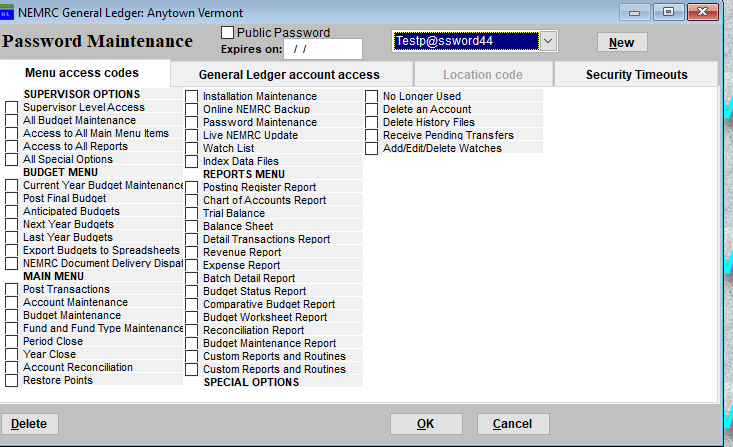 GL NEMRC General Ledger: Anytown Vermont
Password Maintenance
Public Password
Expires on: / /
Testp@ssword44
New
Menu access codes
General Ledger account access
Location code
Security Timeouts
SUPERVISOR OPTIONS
Supervisor Level Access
All Budget Maintenance
Access to All Main Menu Items
Access to All Reports
All Special Options
BUDGET MENU
Current Year Budget Maintenance
Post Final Budget
Anticipated Budgets
Next Year Budgets
Last Year Budgets
Export Budgets to Spreadsheets
NEMRC Document Delivery Dispat
MAIN MENU
Post Transactions
Account Maintenance
Budget Maintenance
Fund and Fund Type Maintenance
Period Close
Year Close
Account Reconciliation
Restore Points
Installation Maintenance
Online NEMRC Backup
Password Maintenance
Live NEMRC Update
Watch List
Index Data Files
REPORTS MENU
Posting Register Report
Chart of Accounts Report
Trial Balance
Balance Sheet
Detail Transactions Report
Revenue Report
Expense Report
Batch Detail Report
Budget Status Report
Comparative Budget Report
Budget Worksheet Report
Reconciliation Report
Budget Maintenance Report
Custom Reports and Routines
Custom Reports and Routines
SPECIAL OPTIONS
No Longer Used
Delete an Account
Delete History Files
Receive Pending Transfers
Add/Edit/Delete Watches
Delete
OK
Cancel